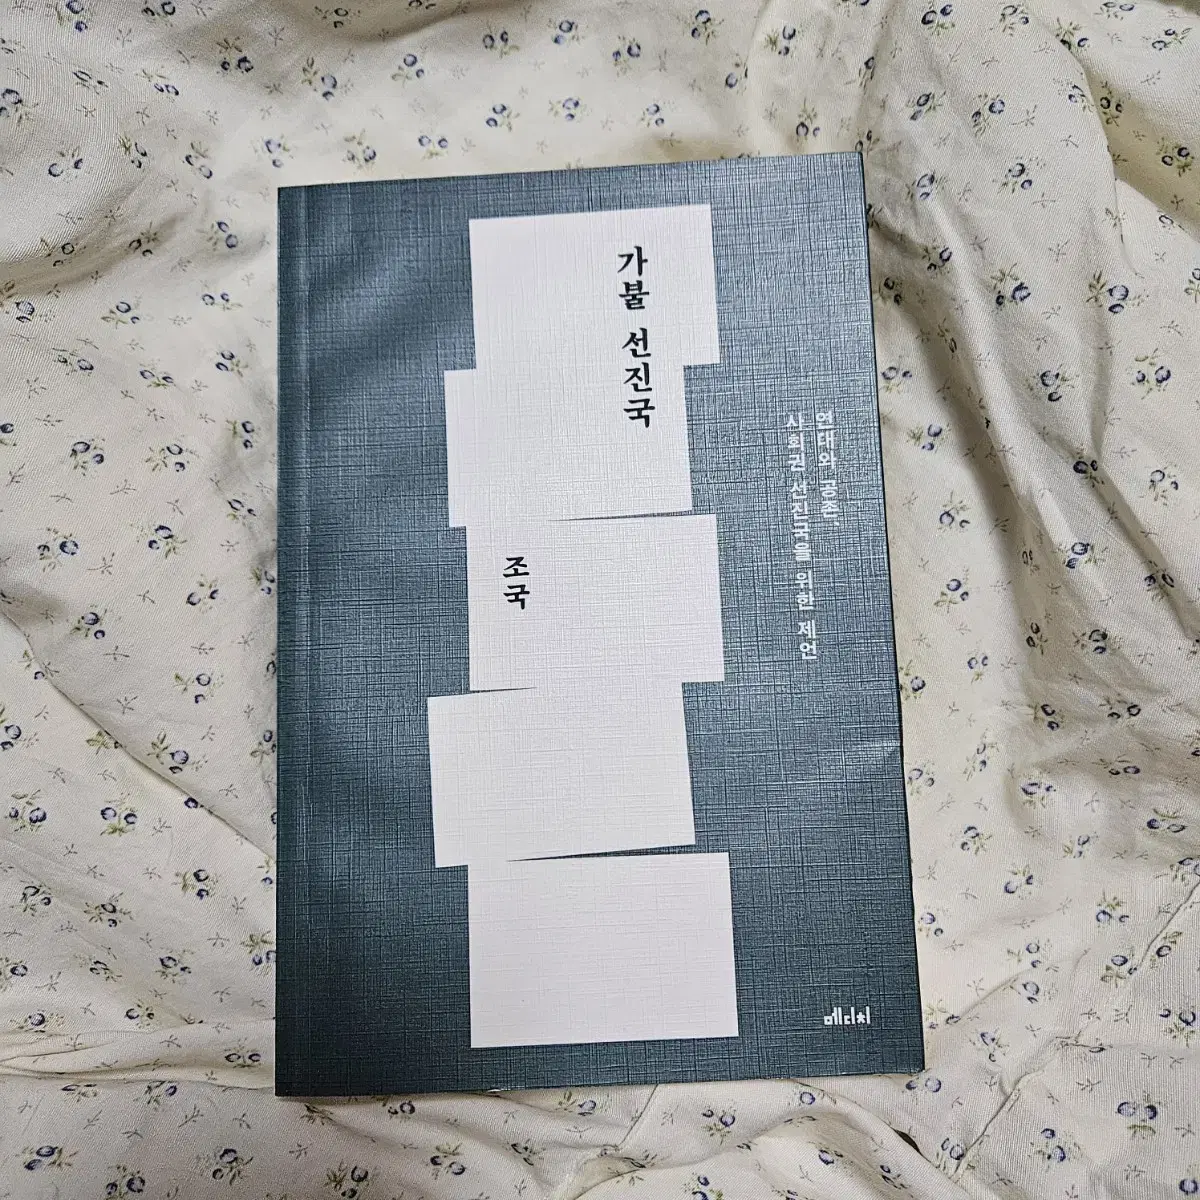 가불 선진국
조국
연대와 공존,
사회권 선진국을 위한 제언
메디치